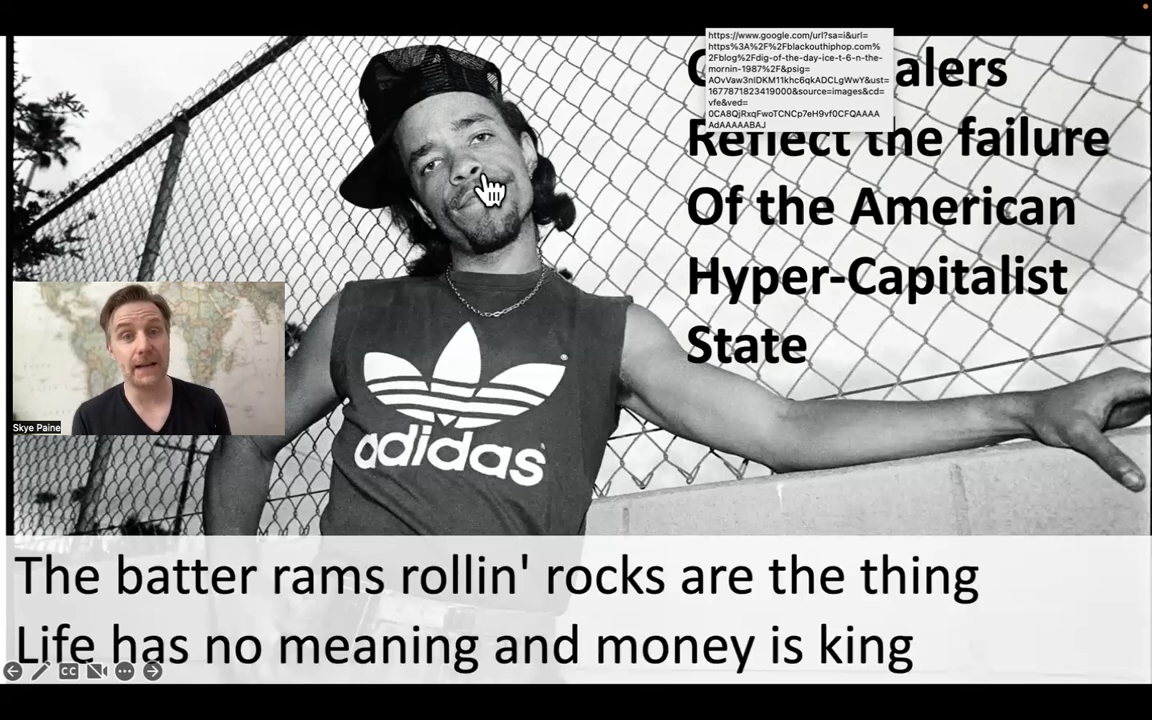 https://www.google.com/url?sa=i&url=
https%3A%2F%2Fblackouthiphop.com%
2Fblog%2Fdig-of-the-day-ice-t-6-n-the-
mornin-1987%2F&psig=
AOvVaw3nIDKM11khc6qkADCLgWwY&ust=
1677871823419000&source=images&cd=
vfe&ved=
0CA8QjRxqFwoTCNCp7eH9vf0CFQAAAA
AdAAAAABAJ
alers
Reflect the failure
Of the American
Hyper-Capitalist
State
adidas
Skye Paine
The batter rams rollin' rocks are the thing
Life has no meaning and money is king
CC